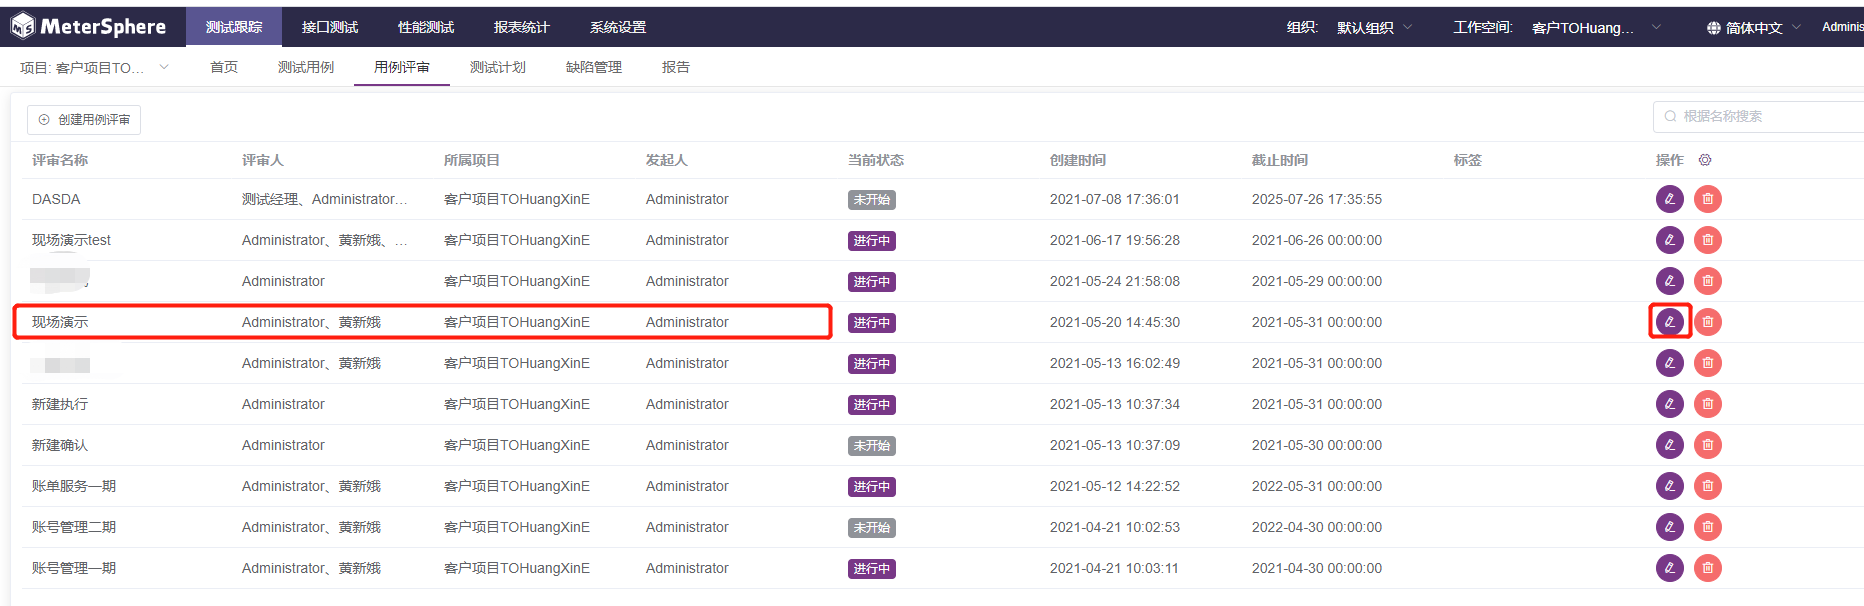 MeterSphere 测试跟踪 接口测试 性能测试 报表统计 系统设置 组织: 默认组织 工作空间: 客户TOHuang... 简体中文 Adminis
项目: 客户项目TO... 首页 测试用例 用例评审 测试计划 缺陷管理 报告
创建用例评审 根据名称搜索
评审名称 评审人 所属项目 发起人 当前状态 创建时间 截止时间 标签 操作
DASDA 测试经理、Administrator... 客户项目TOHuangXinE Administrator 未开始 2021-07-08 17:36:01 2025-07-26 17:35:55
现场演示test Administrator、黄新娥、... 客户项目TOHuangXinE Administrator 进行中 2021-06-17 19:56:28 2021-06-26 00:00:00
Administrator 客户项目TOHuangXinE Administrator 进行中 2021-05-24 21:58:08 2021-05-29 00:00:00
现场演示 Administrator、黄新娥 客户项目TOHuangXinE Administrator 进行中 2021-05-20 14:45:30 2021-05-31 00:00:00
Administrator、黄新娥 客户项目TOHuangXinE Administrator 进行中 2021-05-13 16:02:49 2021-05-31 00:00:00
新建执行 Administrator 客户项目TOHuangXinE Administrator 进行中 2021-05-13 10:37:34 2021-05-31 00:00:00
新建确认 Administrator 客户项目TOHuangXinE Administrator 未开始 2021-05-13 10:37:09 2021-05-30 00:00:00
账单服务一期 Administrator、黄新娥 客户项目TOHuangXinE Administrator 进行中 2021-05-12 14:22:52 2022-05-31 00:00:00
账号管理二期 Administrator、黄新娥 客户项目TOHuangXinE Administrator 未开始 2021-04-21 10:02:53 2022-04-30 00:00:00
账号管理一期 Administrator、黄新娥 客户项目TOHuangXinE Administrator 进行中 2021-04-21 10:03:11 2021-04-30 00:00:00